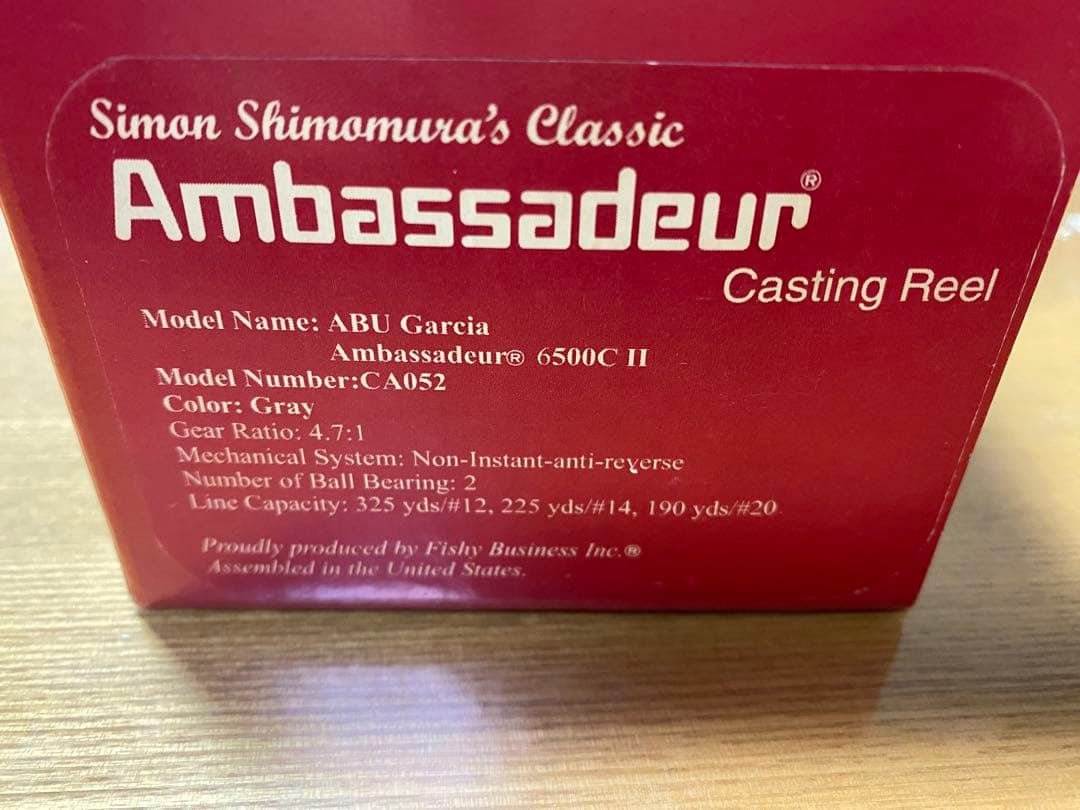 Simon Shimomura's Classic
Ambassadeur®
Casting Reel
Model Name: ABU Garcia
Ambassadeur® 6500C II
Model Number:CA052
Color: Gray
Gear Ratio: 4.7:1
Mechanical System: Non-Instant-anti-reverse
Number of Ball Bearing: 2
Line Capacity: 325 yds/#12, 225 yds/#14, 190 yds/#20
Proudly produced by Fishy Business Inc.®
Assembled in the United States.